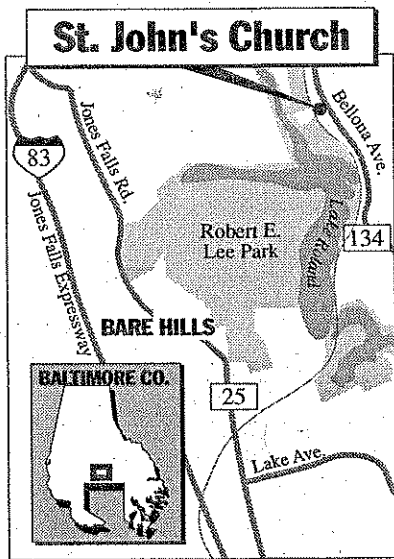 St. John's Church
83
Jones Falls Rd.
Bellona Ave.
Jones Falls Expressway
Robert E.
Lee Park
Lake Roland
134
BARE HILLS
BALTIMORE CO.
25
Lake Ave.